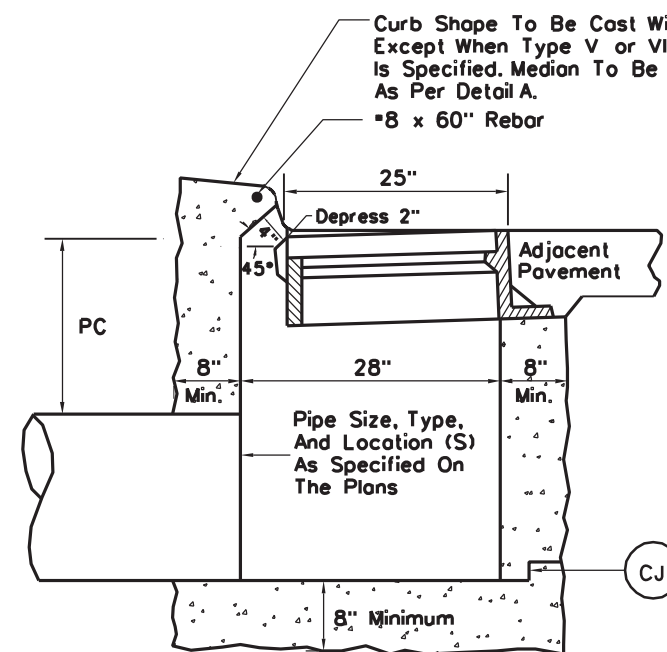 Curb Shape To Be Cast Wi
Except When Type V or VI
Is Specified. Median To Be
As Per Detail A.
#8 x 60" Rebar
25"
Depress 2"
4"
45°
Adjacent
Pavement
PC
8"
Min.
28"
8"
Min.
Pipe Size, Type,
And Location (S)
As Specified On
The Plans
CJ
8" Minimum